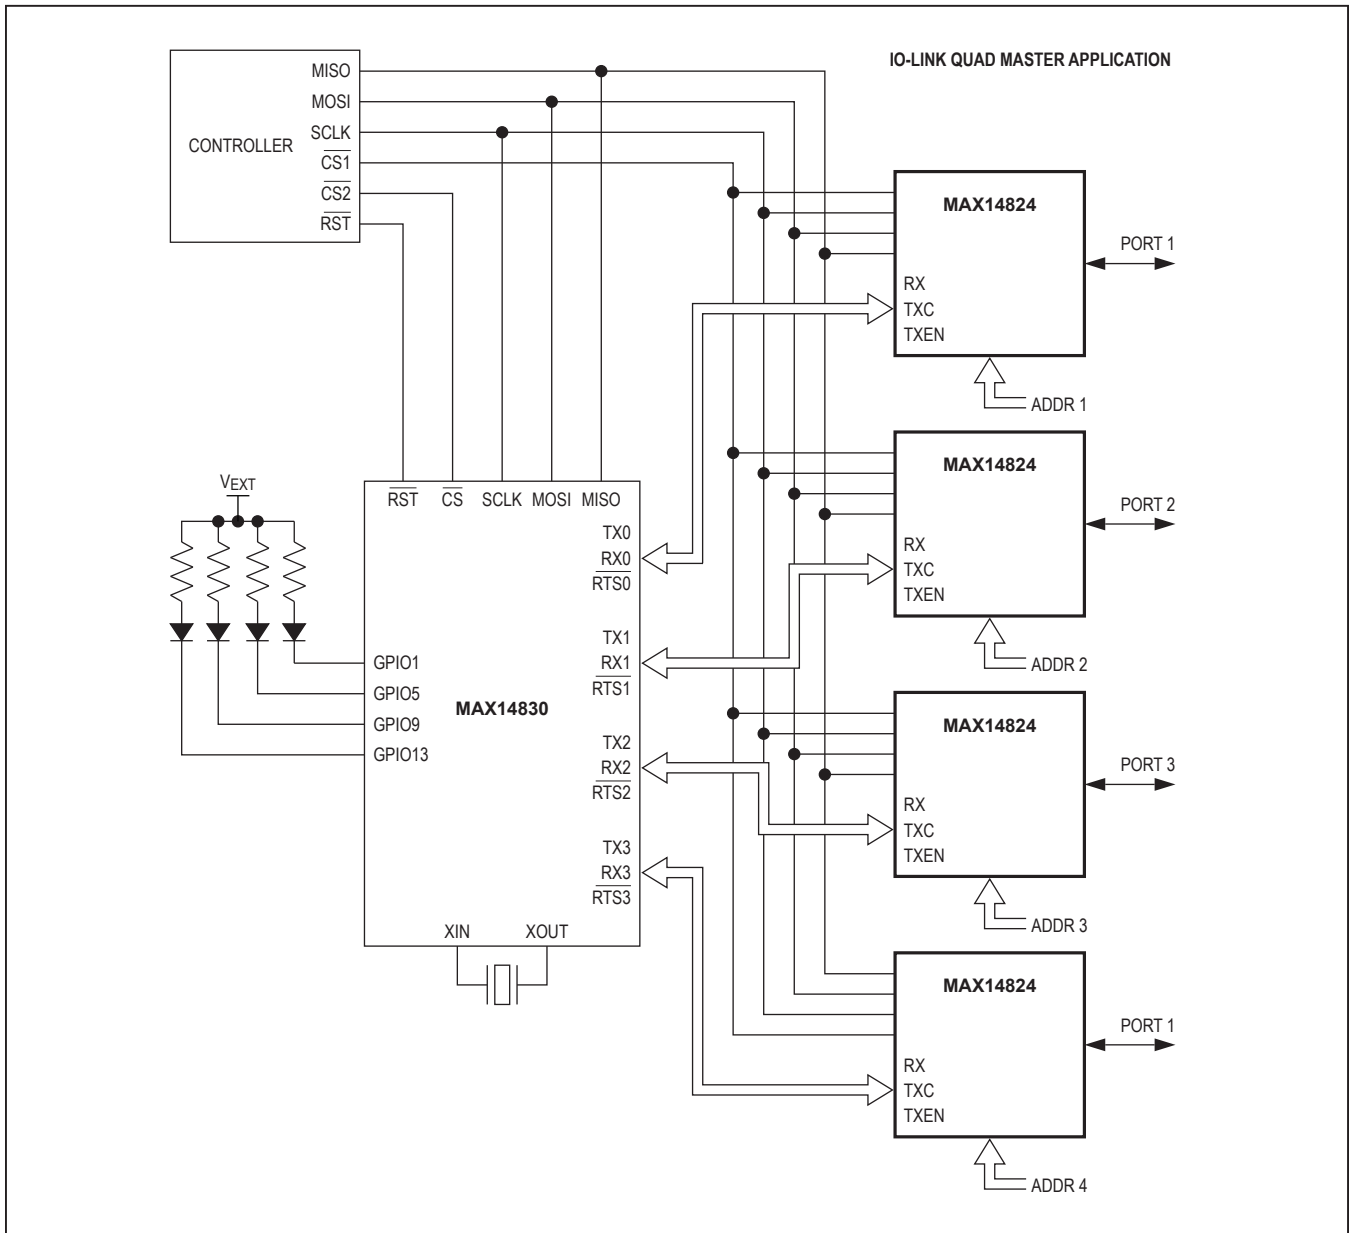 IO-LINK QUAD MASTER APPLICATION
CONTROLLER
MISO
MOSI
SCLK
CS1
CS2
RST
MAX14824
RX
TXC
TXEN
PORT 1
ADDR 1
MAX14824
RX
TXC
TXEN
PORT 2
ADDR 2
MAX14824
RX
TXC
TXEN
PORT 3
ADDR 3
MAX14824
RX
TXC
TXEN
PORT 1
ADDR 4
VEXT
RST CS SCLK MOSI MISO
TX0
RX0
RTS0
TX1
RX1
RTS1
TX2
RX2
RTS2
TX3
RX3
RTS3
GPIO1
GPIO5
GPIO9
GPIO13
MAX14830
XIN XOUT